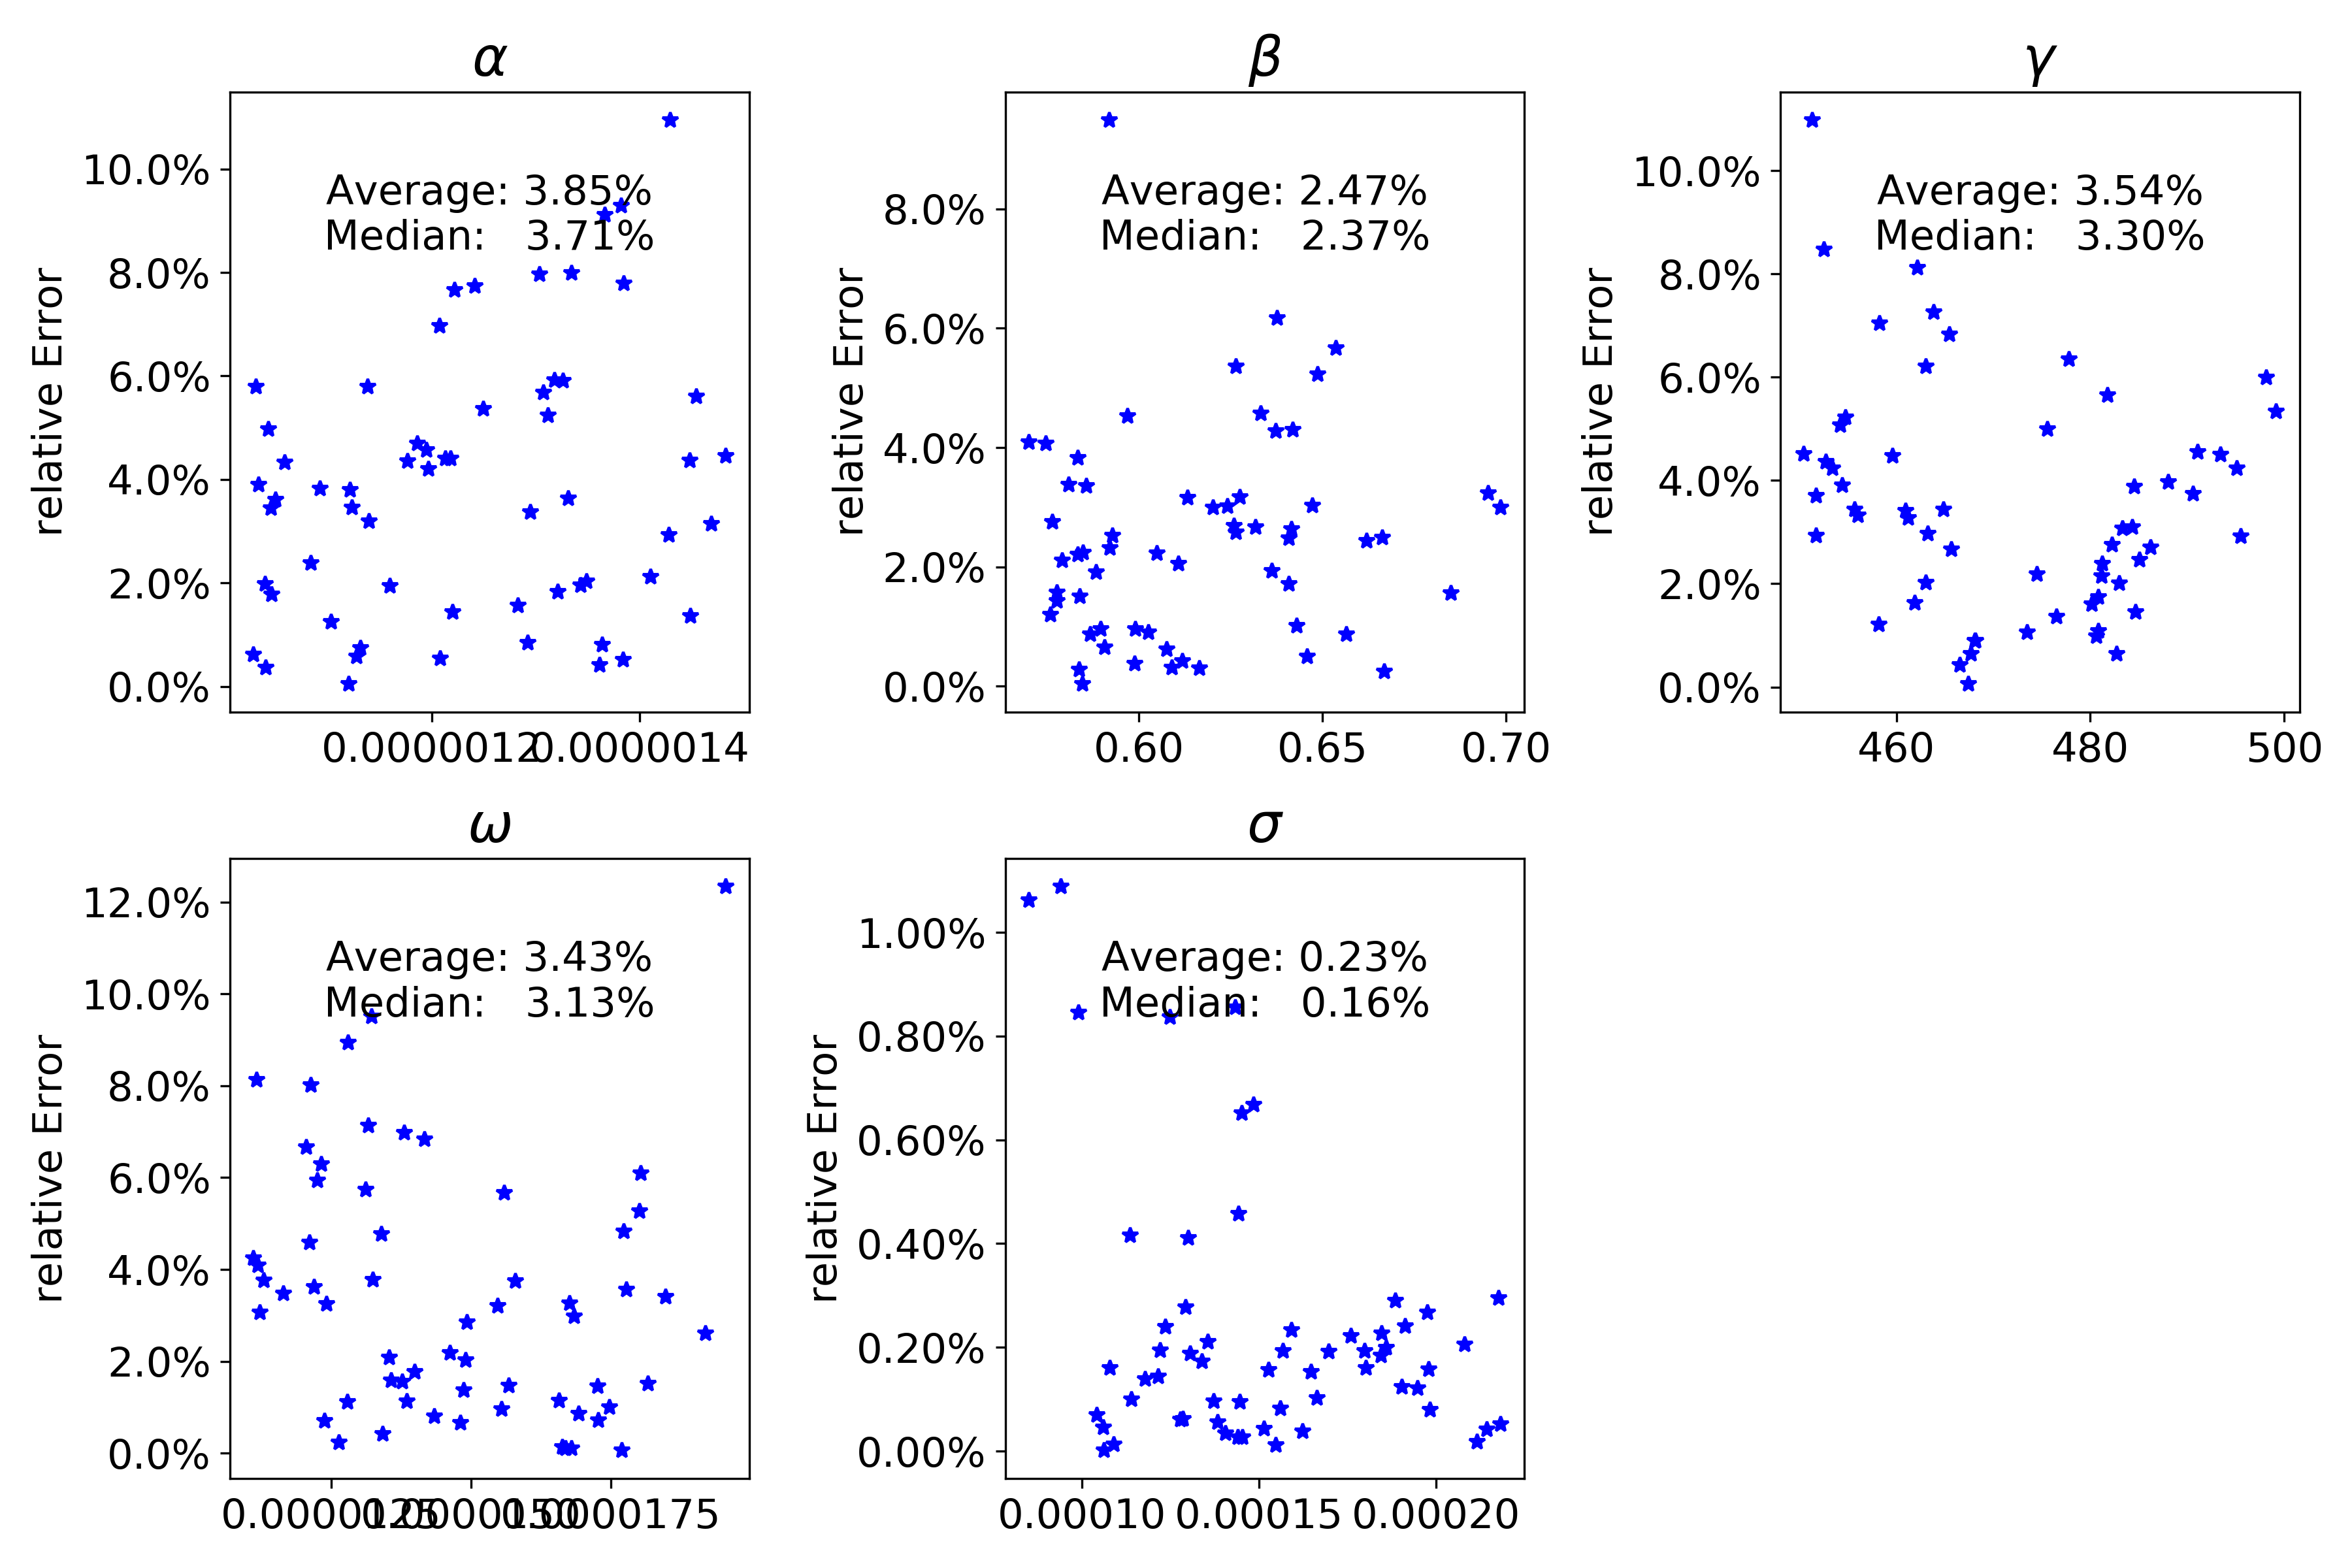 α
10.0%
8.0%
6.0%
4.0%
2.0%
0.0%
relative Error
Average: 3.85%
Median: 3.71%
0.0000012
0.0000014
β
8.0%
6.0%
4.0%
2.0%
0.0%
relative Error
Average: 2.47%
Median: 2.37%
0.60
0.65
0.70
γ
10.0%
8.0%
6.0%
4.0%
2.0%
0.0%
relative Error
Average: 3.54%
Median: 3.30%
460
480
500
ω
12.0%
10.0%
8.0%
6.0%
4.0%
2.0%
0.0%
relative Error
Average: 3.43%
Median: 3.13%
0.0000125
0.0000150
0.0000175
σ
1.00%
0.80%
0.60%
0.40%
0.20%
0.00%
relative Error
Average: 0.23%
Median: 0.16%
0.00010
0.00015
0.00020